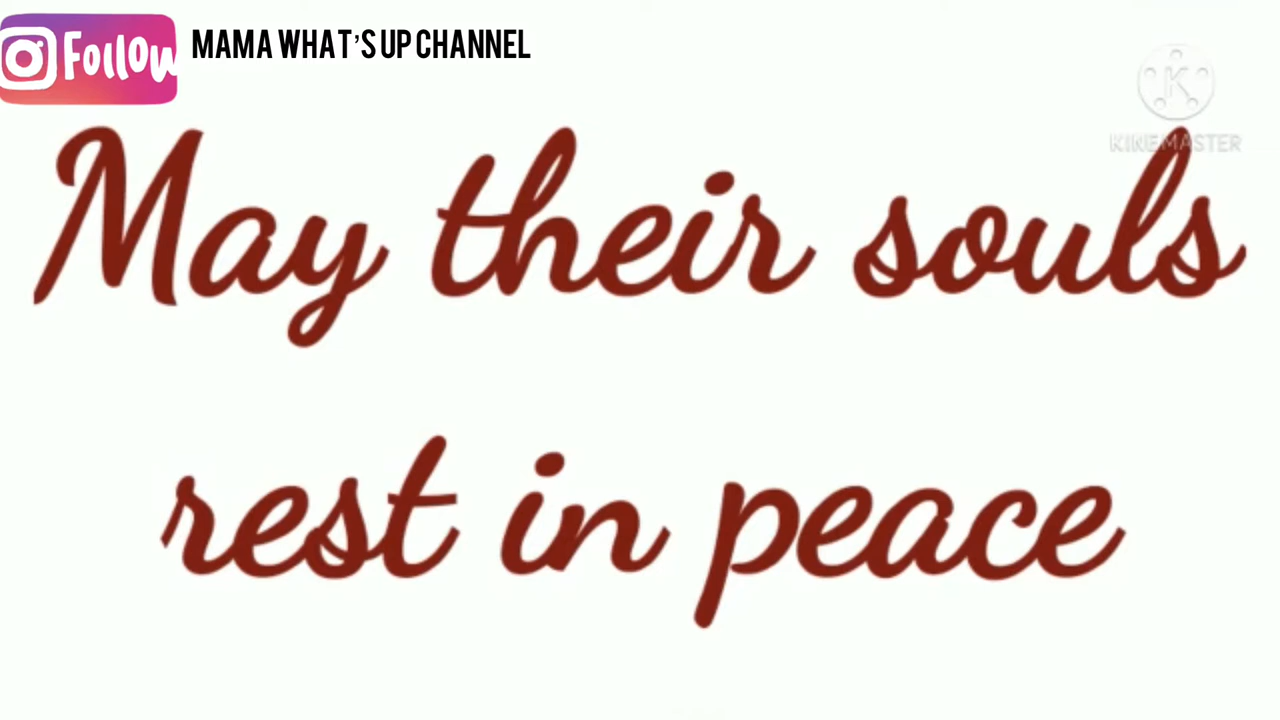 Follow
MAMA WHAT'S UP CHANNEL
KINEMASTER
May their souls
rest in peace